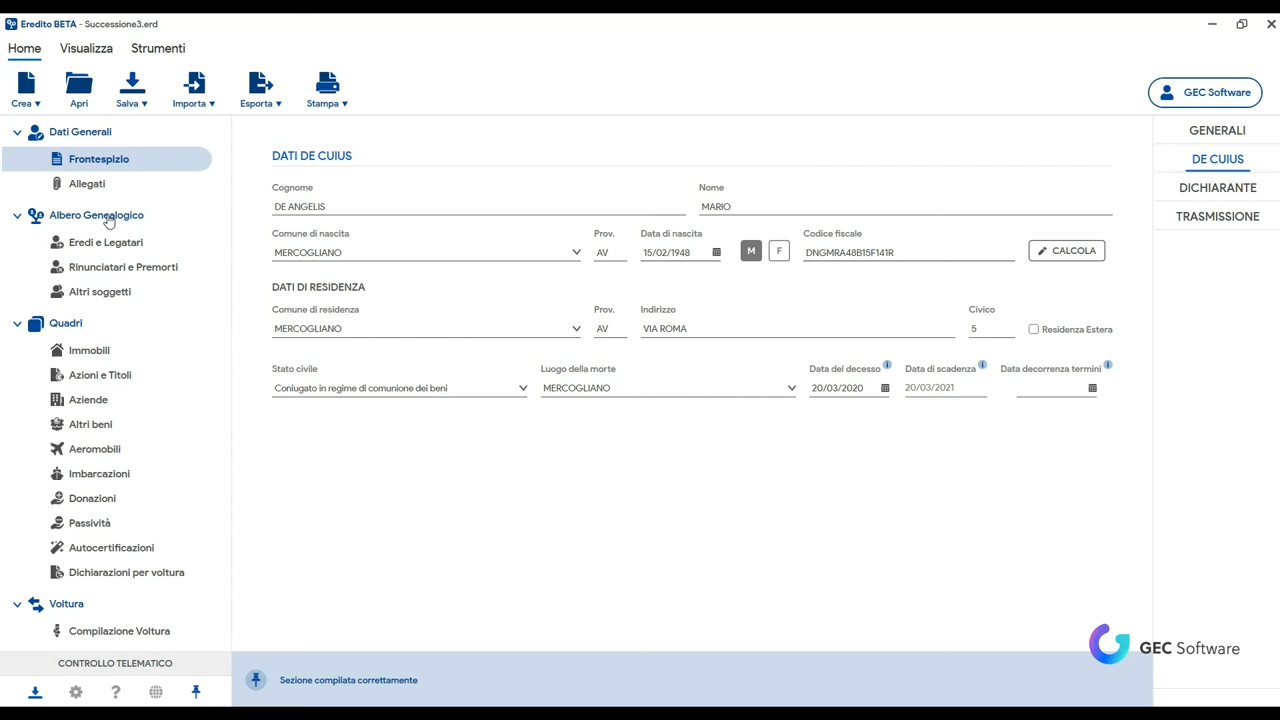 Eredito BETA - Successione3.erd
Home Visualizza Strumenti
Crea Apri Salva Importa Esporta Stampa
GEC Software
Dati Generali
Frontespizio
Allegati
Albero Genealogico
Eredi e Legatari
Rinunciatari e Premorti
Altri soggetti
Quadri
Immobili
Azioni e Titoli
Aziende
Altri beni
Aeromobili
Imbarcazioni
Donazioni
Passività
Autocertificazioni
Dichiarazioni per voltura
Voltura
Compilazione Voltura
CONTROLLO TELEMATICO
DATI DE CUIUS
Cognome Nome
DE ANGELIS MARIO
Comune di nascita Prov. Data di nascita Codice fiscale
MERCOGLIANO AV 15/02/1948 M F DNGMRA48B15F141R CALCOLA
DATI DI RESIDENZA
Comune di residenza Prov. Indirizzo Civico
MERCOGLIANO AV VIA ROMA 5 Residenza Estera
Stato civile Luogo della morte Data del decesso Data di scadenza Data decorrenza termini
Coniugato in regime di comunione dei beni MERCOGLIANO 20/03/2020 20/03/2021
Sezione compilata correttamente
GENERALI
DE CUIUS
DICHIARANTE
TRASMISSIONE
GEC Software